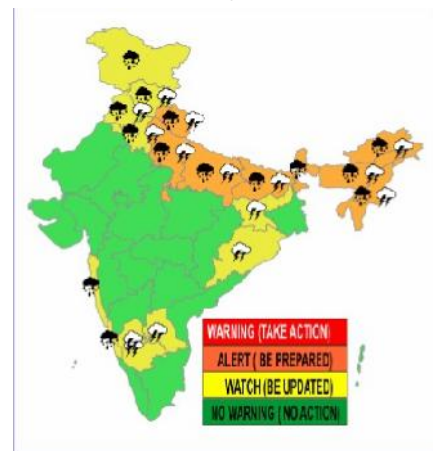 WARNING (TAKE ACTION)
ALERT ( BE PREPARED)
WATCH (BE UPDATED)
NO WARNING ( NO ACTION)